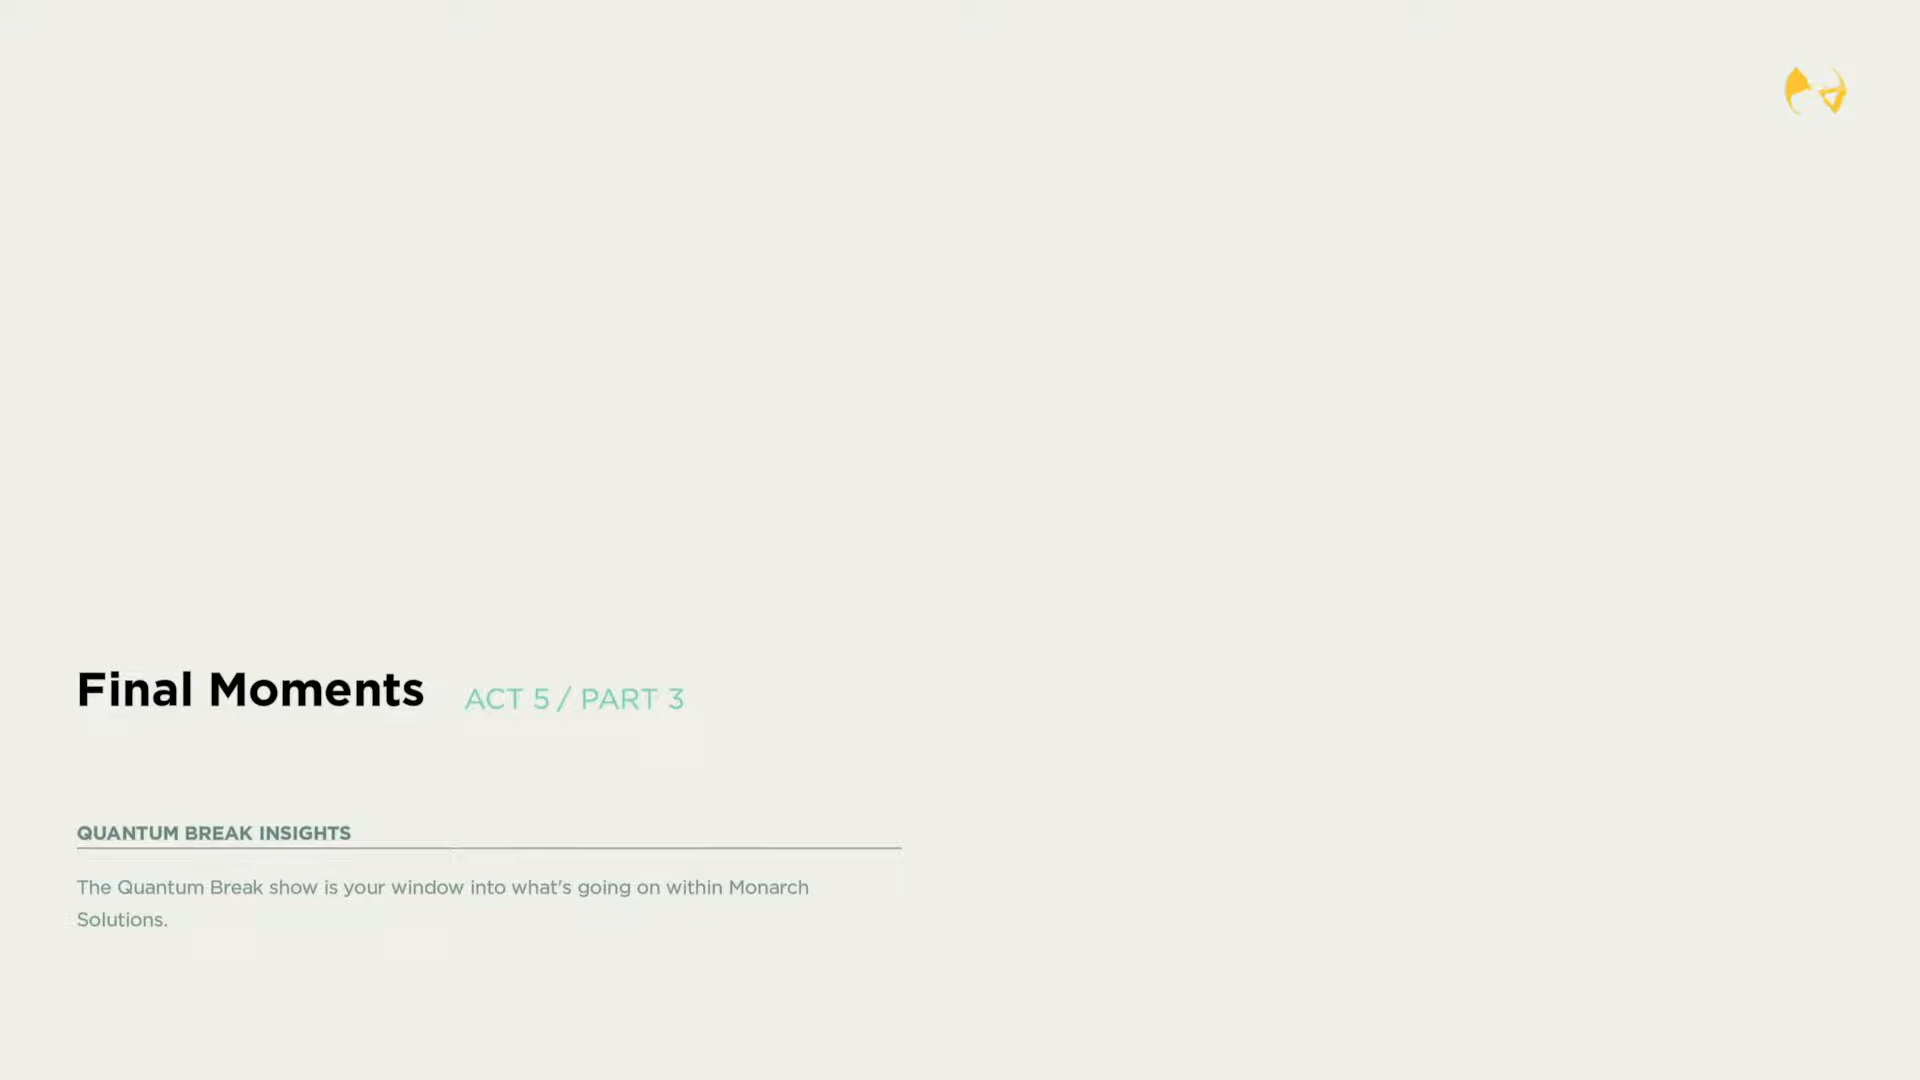 Final Moments ACT 5 / PART 3
QUANTUM BREAK INSIGHTS
The Quantum Break show is your window into what's going on within Monarch
Solutions.